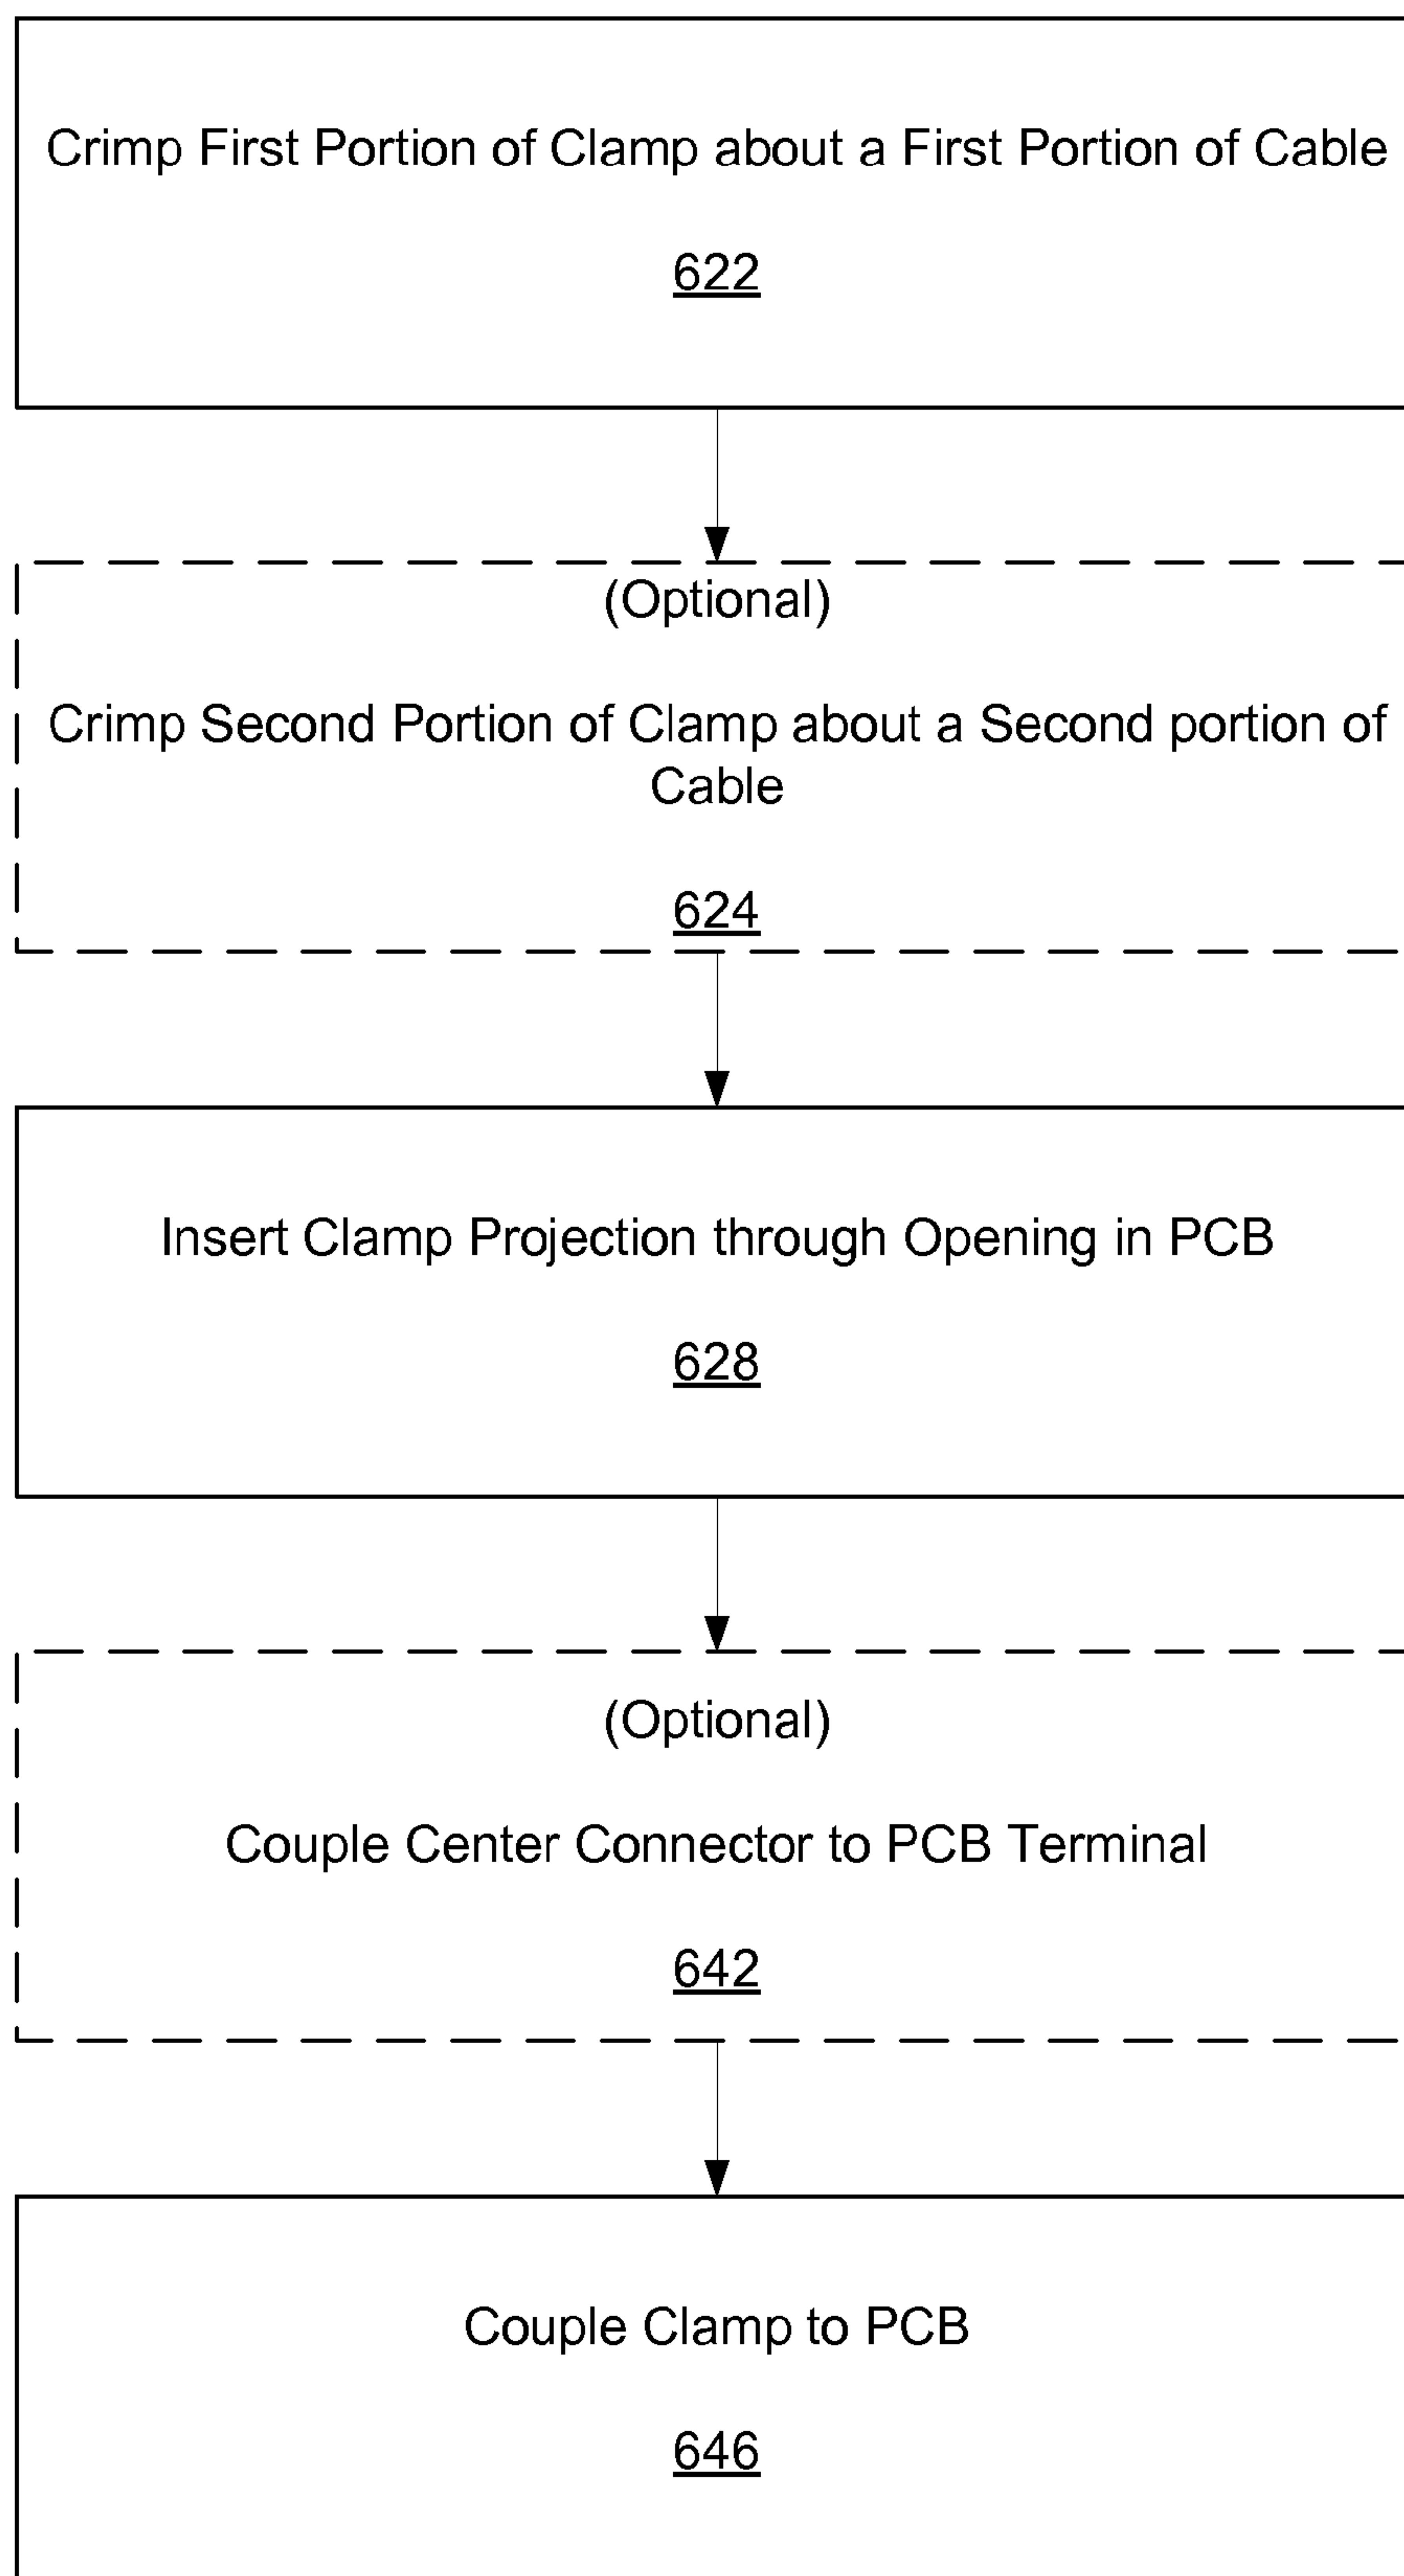 Crimp First Portion of Clamp about a First Portion of Cable
622
(Optional)
Crimp Second Portion of Clamp about a Second portion of
Cable
624
Insert Clamp Projection through Opening in PCB
628
(Optional)
Couple Center Connector to PCB Terminal
642
Couple Clamp to PCB
646